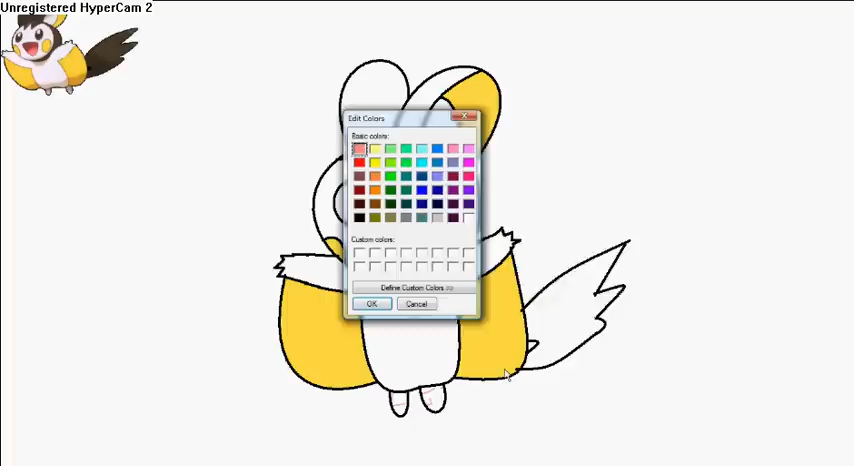 Unregistered HyperCam 2
Edit Colors
Basic colors:
Custom colors:
Define Custom Colors >>
OK
Cancel